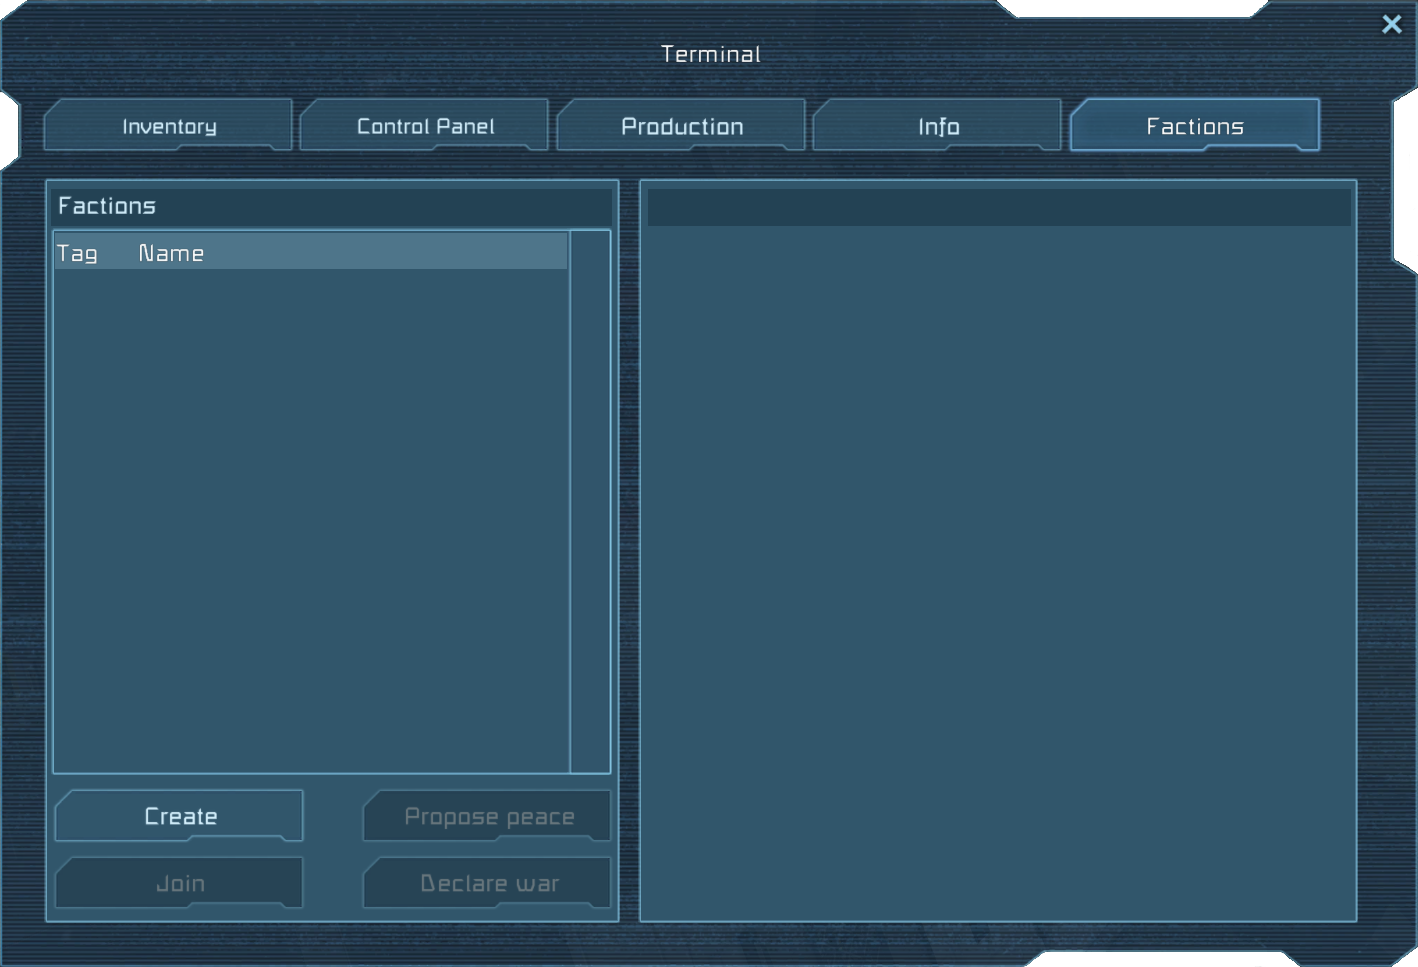 Terminal
Inventory Control Panel Production Info Factions
Factions
Tag Name
Create Propose peace
Join Declare war